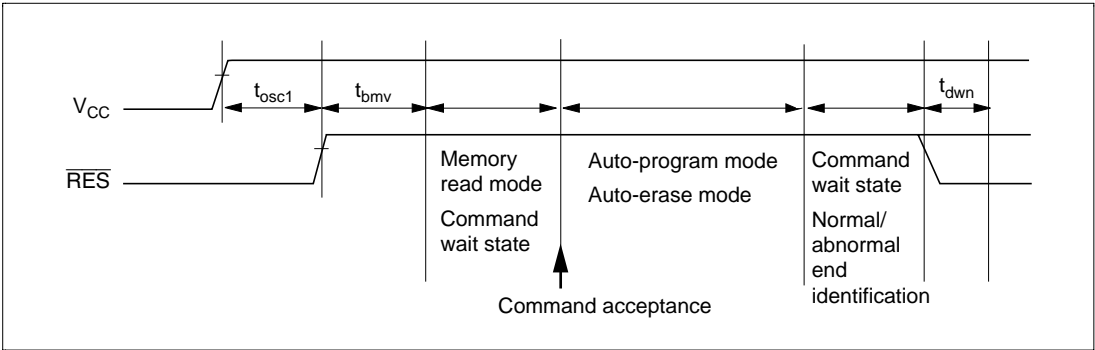 V_CC
t_osc1
t_bmv
t_dwn
RES
Memory
read mode
Command
wait state
Auto-program mode
Auto-erase mode
Command
wait state
Normal/
abnormal
end
identification
Command acceptance